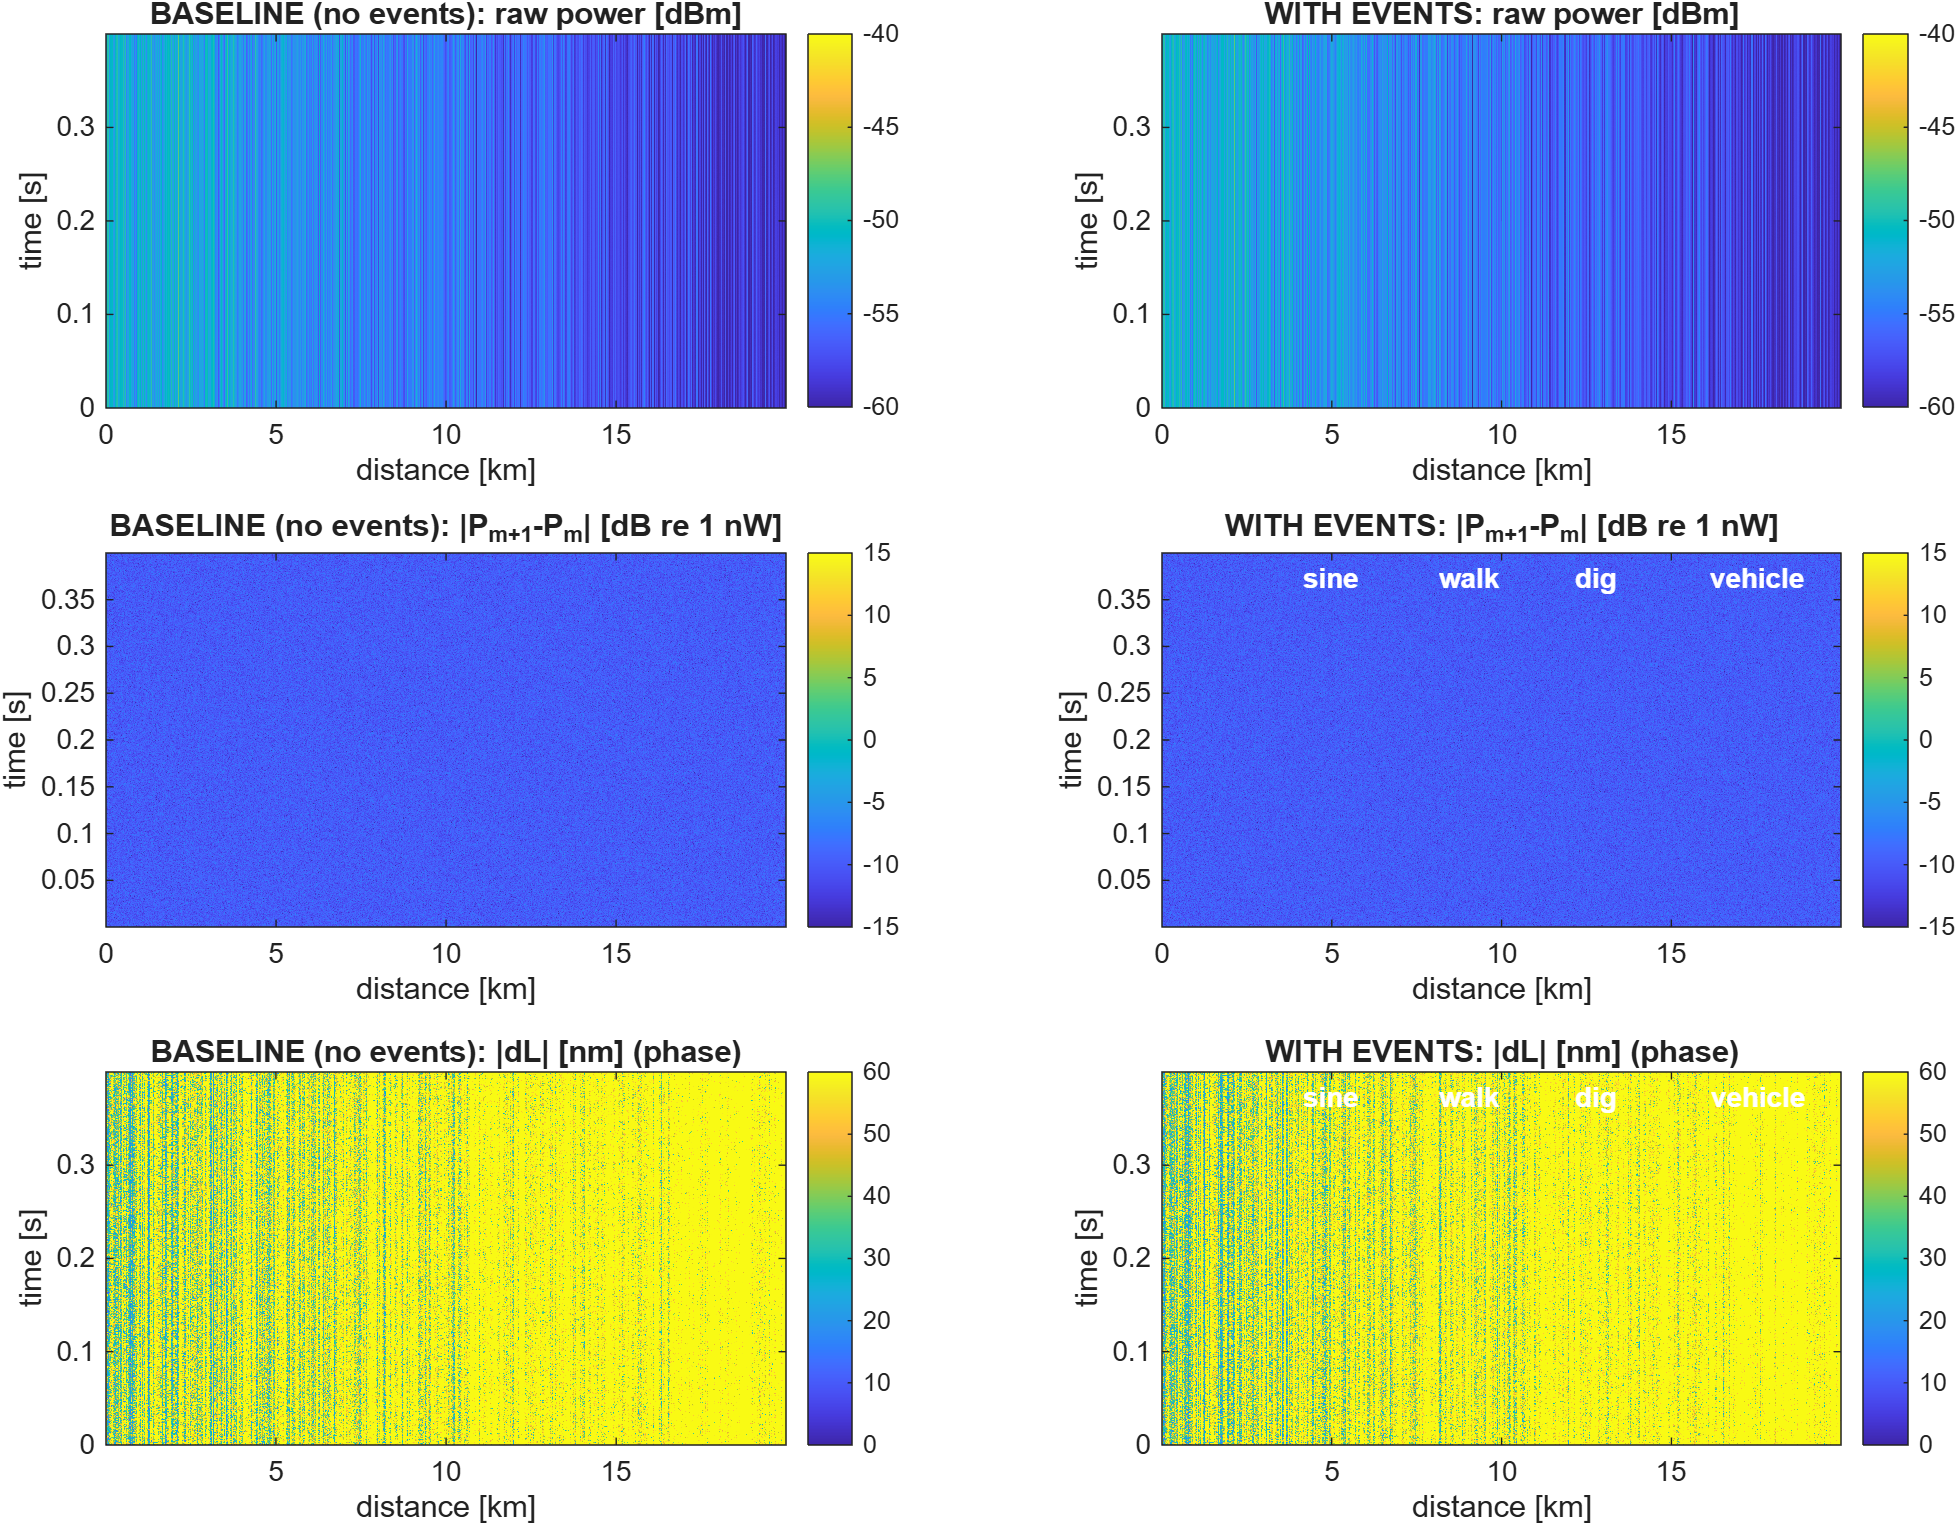 BASELINE (no events): raw power [dBm]
time [s]
0.3
0.2
0.1
0
0 5 10 15
distance [km]
-40
-45
-50
-55
-60
WITH EVENTS: raw power [dBm]
time [s]
0.3
0.2
0.1
0
0 5 10 15
distance [km]
-40
-45
-50
-55
-60
BASELINE (no events): |Pm+1-Pm| [dB re 1 nW]
time [s]
0.35
0.3
0.25
0.2
0.15
0.1
0.05
0 5 10 15
distance [km]
15
10
5
0
-5
-10
-15
WITH EVENTS: |Pm+1-Pm| [dB re 1 nW]
sine walk dig vehicle
time [s]
0.35
0.3
0.25
0.2
0.15
0.1
0.05
0 5 10 15
distance [km]
15
10
5
0
-5
-10
-15
BASELINE (no events): |dL| [nm] (phase)
time [s]
0.3
0.2
0.1
0
5 10 15
distance [km]
60
50
40
30
20
10
0
WITH EVENTS: |dL| [nm] (phase)
sine walk dig vehicle
time [s]
0.3
0.2
0.1
0
5 10 15
distance [km]
60
50
40
30
20
10
0